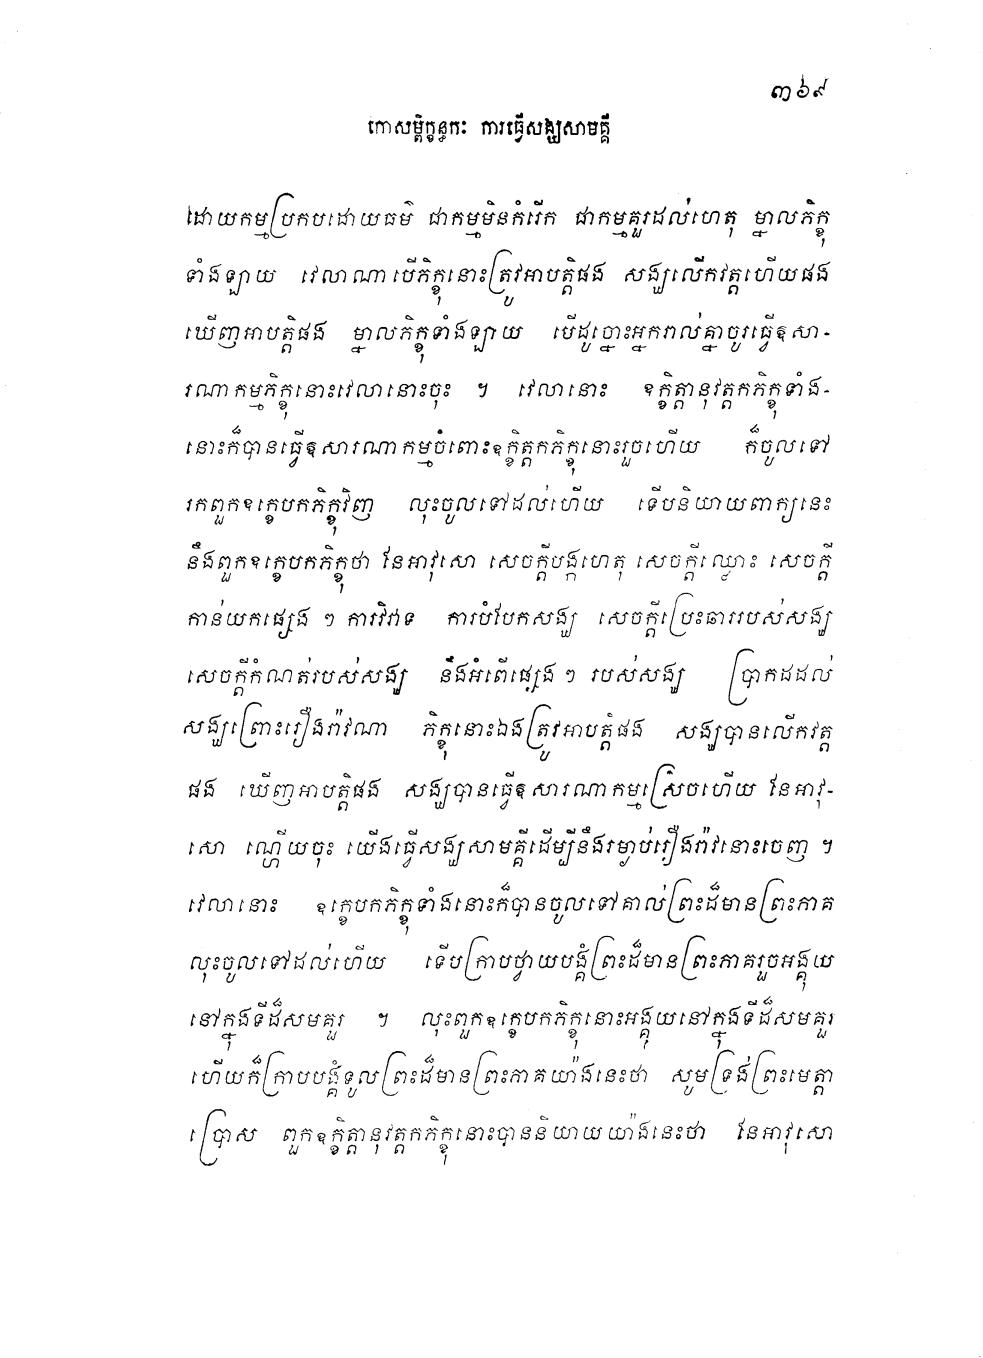 ៣៦៩
កោសម្ពិក្ខន្ធកៈ ការធ្វើសង្ឃសាមគ្គី
ដោយកម្មប្រកបដោយធម៌ ជាកម្មមិនកំរើក ជាកម្មគួរដល់ហេតុ ម្នាលភិក្ខុ
ទាំងឡាយ វេលាណាបើភិក្ខុនោះត្រូវអាបត្តិផង សង្ឃលើកវត្តហើយផង
ឃើញអាបត្តិផង ម្នាលភិក្ខុទាំងឡាយ បើដូច្នោះអ្នករាល់គ្នាចូរធ្វើឱសា-
រណាកម្មភិក្ខុនោះវេលានោះចុះ ។ វេលានោះ ឧក្ខិត្តានុវត្តកភិក្ខុទាំង-
នោះក៏បានធ្វើឱសារណាកម្មចំពោះឧក្ខិត្តកភិក្ខុនោះរួចហើយ ក៏ចូលទៅ
រកពួកឧក្ខេបកភិក្ខុវិញ លុះចូលទៅដល់ហើយ ទើបនិយាយពាក្យនេះ
នឹងពួកឧក្ខេបកភិក្ខុថា នែអាវុសោ សេចក្តីបង្កហេតុ សេចក្តីឈ្លោះ សេចក្តី
កាន់យកផ្សេង ៗ ការវិវាទ ការបំបែកសង្ឃ សេចក្តីប្រេះឆាររបស់សង្ឃ
សេចក្តីកំណត់របស់សង្ឃ នឹងអំពើផ្សេង ៗ របស់សង្ឃ ប្រាកដដល់
សង្ឃព្រោះរឿងរ៉ាវណា ភិក្ខុនោះឯងត្រូវអាបត្តិផង សង្ឃបានលើកវត្ត
ផង ឃើញអាបត្តិផង សង្ឃបានធ្វើឱសារណាកម្មស្រេចហើយ នែអាវុ-
សោ ណ្ហើយចុះ យើងធ្វើសង្ឃសាមគ្គីដើម្បីនឹងរម្ងាប់រឿងរ៉ាវនោះចេញ ។
វេលានោះ ឧក្ខេបកភិក្ខុទាំងនោះក៏បានចូលទៅគាល់ព្រះដ៏មានព្រះភាគ
លុះចូលទៅដល់ហើយ ទើបក្រាបថ្វាយបង្គំព្រះដ៏មានព្រះភាគរួចអង្គុយ
នៅក្នុងទីដ៏សមគួរ ។ លុះពួកឧក្ខេបកភិក្ខុនោះអង្គុយនៅក្នុងទីដ៏សមគួរ
ហើយក៏ក្រាបបង្គំទូលព្រះដ៏មានព្រះភាគយ៉ាងនេះថា សូមទ្រង់ព្រះមេត្តា
ប្រោស ពួកឧក្ខិត្តានុវត្តកភិក្ខុនោះបាននិយាយយ៉ាងនេះថា នែអាវុសោ